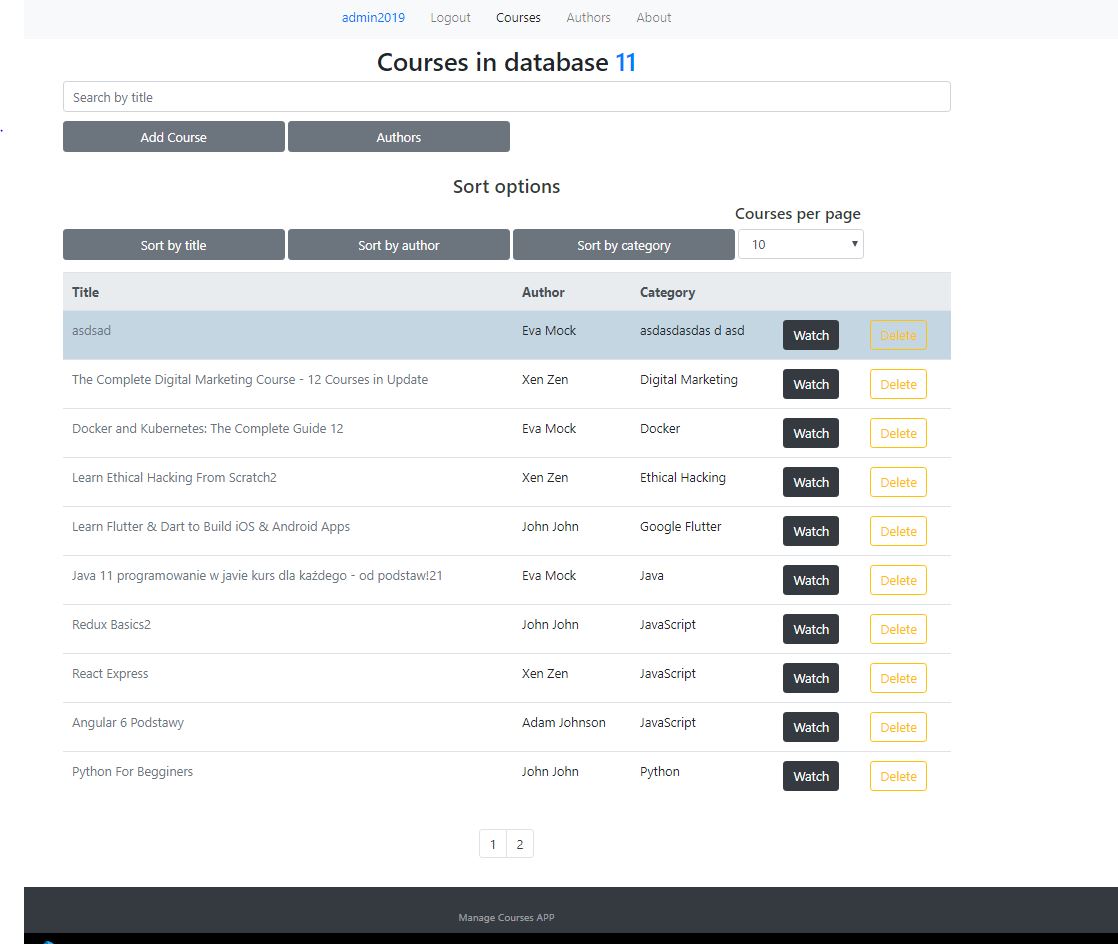 admin2019 Logout Courses Authors About
Courses in database 11
Search by title
Add Course Authors
Sort options
Courses per page
Sort by title Sort by author Sort by category 10
Title Author Category
asdsad Eva Mock asdasdasdas d asd Watch Delete
The Complete Digital Marketing Course - 12 Courses in Update Xen Zen Digital Marketing Watch Delete
Docker and Kubernetes: The Complete Guide 12 Eva Mock Docker Watch Delete
Learn Ethical Hacking From Scratch2 Xen Zen Ethical Hacking Watch Delete
Learn Flutter & Dart to Build iOS & Android Apps John John Google Flutter Watch Delete
Java 11 programowanie w javie kurs dla każdego - od podstaw!21 Eva Mock Java Watch Delete
Redux Basics2 John John JavaScript Watch Delete
React Express Xen Zen JavaScript Watch Delete
Angular 6 Podstawy Adam Johnson JavaScript Watch Delete
Python For Begginers John John Python Watch Delete
1 2
Manage Courses APP